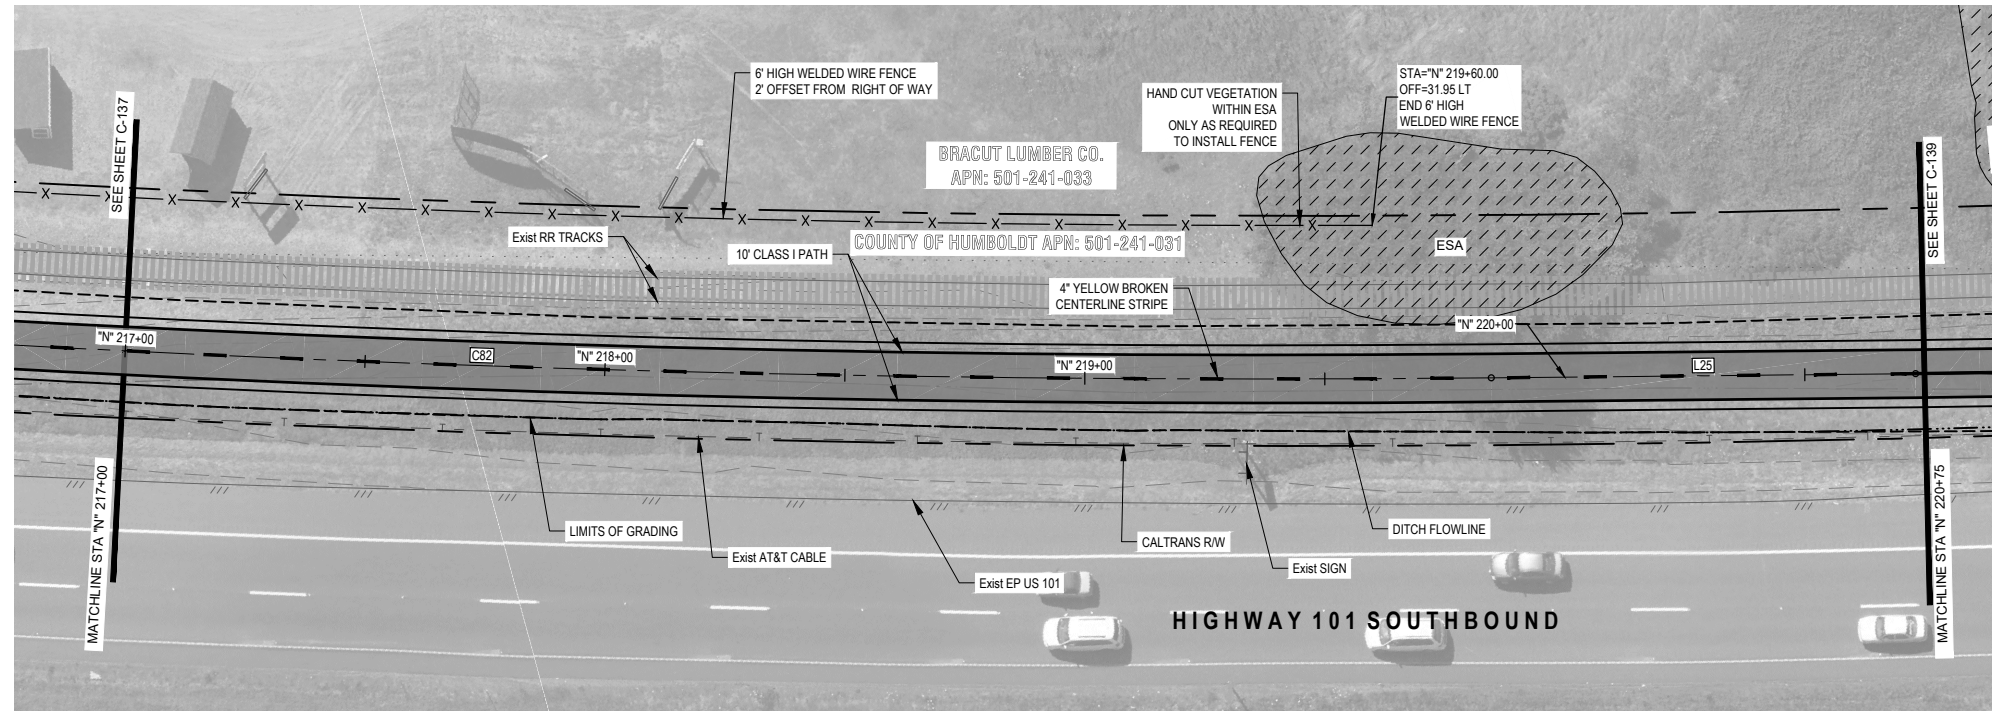 6' HIGH WELDED WIRE FENCE
2' OFFSET FROM RIGHT OF WAY
HAND CUT VEGETATION
WITHIN ESA
ONLY AS REQUIRED
TO INSTALL FENCE
STA="N" 219+60.00
OFF=31.95 LT
END 6' HIGH
WELDED WIRE FENCE
SEE SHEET C-137
BRACUT LUMBER CO.
APN: 501-241-033
SEE SHEET C-139
Exist RR TRACKS
10' CLASS I PATH
COUNTY OF HUMBOLDT APN: 501-241-031
ESA
4" YELLOW BROKEN
CENTERLINE STRIPE
"N" 217+00
C82
"N" 218+00
"N" 219+00
"N" 220+00
L25
MATCHLINE STA "N" 217+00
LIMITS OF GRADING
Exist AT&T CABLE
Exist EP US 101
CALTRANS R/W
Exist SIGN
DITCH FLOWLINE
MATCHLINE STA "N" 220+75
HIGHWAY 101 SOUTHBOUND